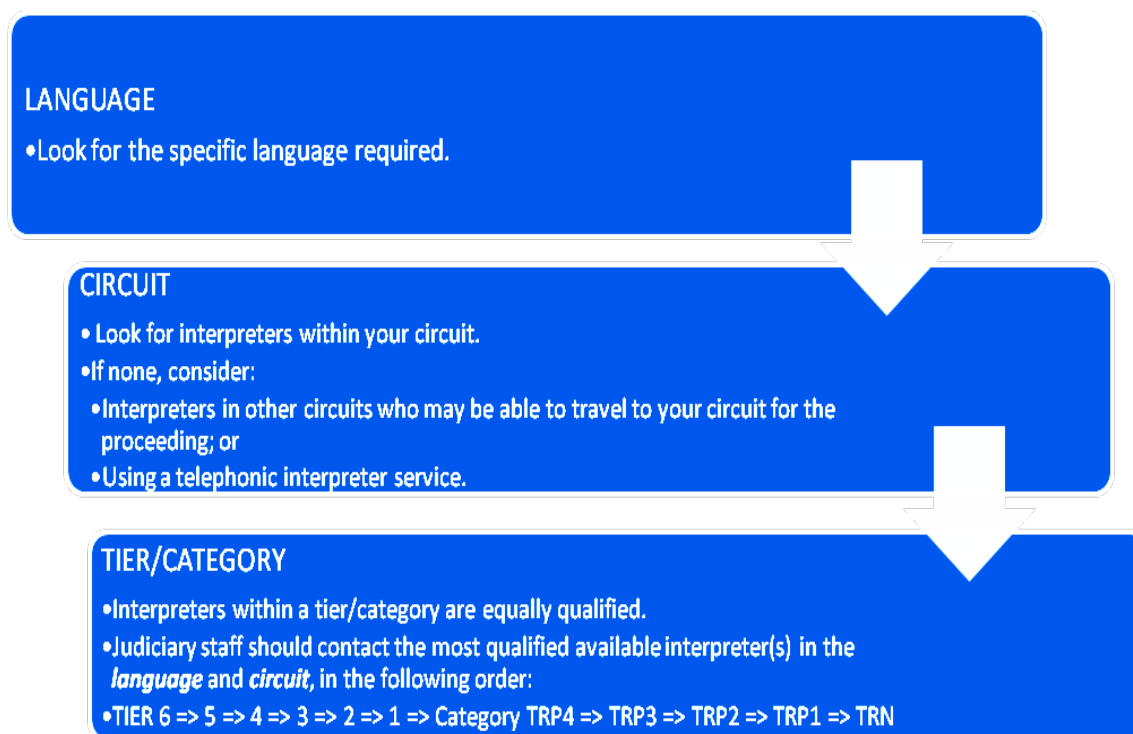 LANGUAGE
•Look for the specific language required.
CIRCUIT
• Look for interpreters within your circuit.
•If none, consider:
•Interpreters in other circuits who may be able to travel to your circuit for the
proceeding; or
•Using a telephonic interpreter service.
TIER/CATEGORY
•Interpreters within a tier/category are equally qualified.
•Judiciary staff should contact the most qualified available interpreter(s) in the
language and circuit, in the following order:
•TIER 6 => 5 => 4 => 3 => 2 => 1 => Category TRP4 => TRP3 => TRP2 => TRP1 => TRN